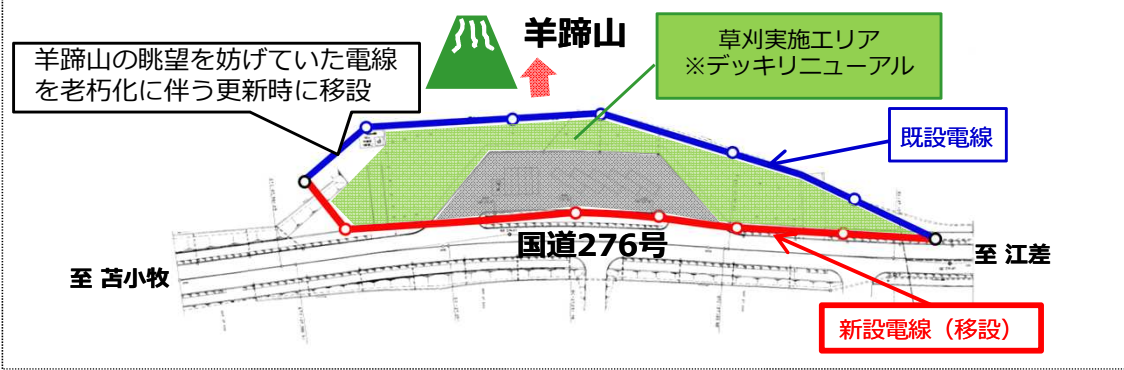 羊蹄山
草刈実施エリア
※デッキリニューアル
羊蹄山の眺望を妨げていた電線
を老朽化に伴う更新時に移設
既設電線
国道276号
至 苫小牧
至 江差
新設電線（移設）